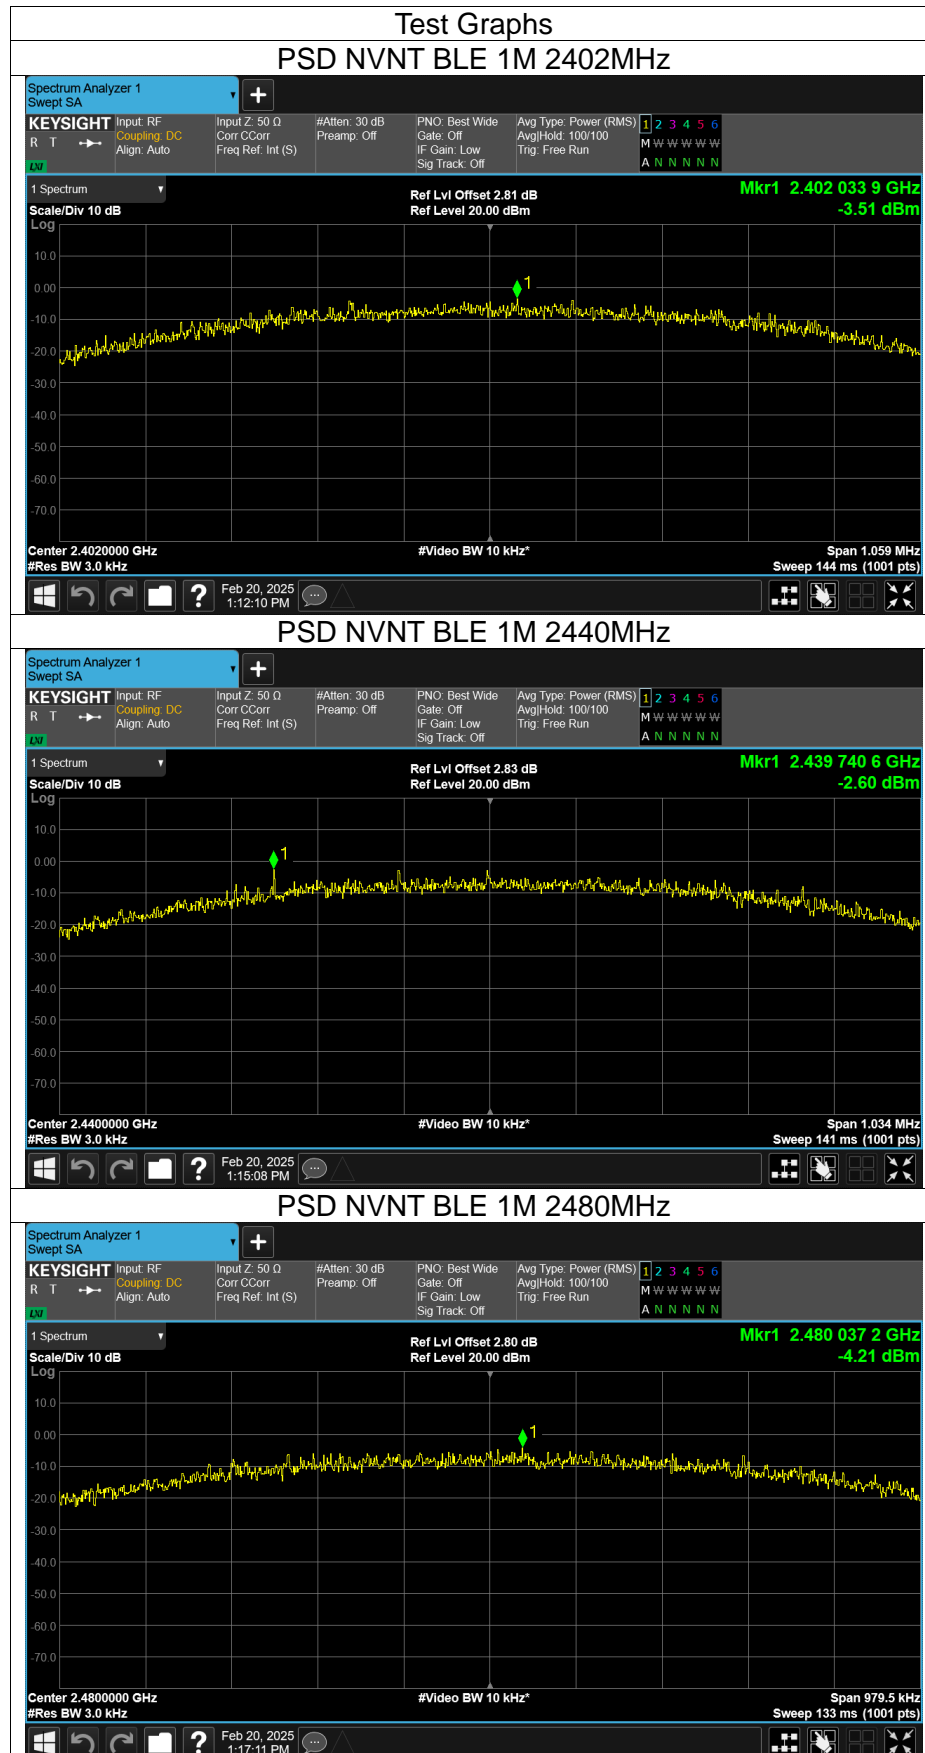 Test Graphs
PSD NVNT BLE 1M 2402MHz
Spectrum Analyzer 1
Swept SA
+
KEYSIGHT Input: RF Input Z: 50 Ω #Atten: 30 dB PNO: Best Wide Avg Type: Power (RMS) 1 2 3 4 5 6
R T Coupling: DC Corr CCorr Preamp: Off Gate: Off Avg|Hold: 100/100 M W W W W W
Align: Auto Freq Ref: Int (S) IF Gain: Low Trig: Free Run
LXI Sig Track: Off A N N N N N
1 Spectrum Ref Lvl Offset 2.81 dB Mkr1 2.402 033 9 GHz
Scale/Div 10 dB Ref Level 20.00 dBm -3.51 dBm
Log
10.0
1
0.00
-10.0
-20.0
-30.0
-40.0
-50.0
-60.0
-70.0
Center 2.4020000 GHz #Video BW 10 kHz* Span 1.059 MHz
#Res BW 3.0 kHz Sweep 144 ms (1001 pts)
? Feb 20, 2025
1:12:10 PM
PSD NVNT BLE 1M 2440MHz
Spectrum Analyzer 1
Swept SA
+
KEYSIGHT Input: RF Input Z: 50 Ω #Atten: 30 dB PNO: Best Wide Avg Type: Power (RMS) 1 2 3 4 5 6
R T Coupling: DC Corr CCorr Preamp: Off Gate: Off Avg|Hold: 100/100 M W W W W W
Align: Auto Freq Ref: Int (S) IF Gain: Low Trig: Free Run
LXI Sig Track: Off A N N N N N
1 Spectrum Ref Lvl Offset 2.83 dB Mkr1 2.439 740 6 GHz
Scale/Div 10 dB Ref Level 20.00 dBm -2.60 dBm
Log
10.0
1
0.00
-10.0
-20.0
-30.0
-40.0
-50.0
-60.0
-70.0
Center 2.4400000 GHz #Video BW 10 kHz* Span 1.034 MHz
#Res BW 3.0 kHz Sweep 141 ms (1001 pts)
? Feb 20, 2025
1:15:08 PM
PSD NVNT BLE 1M 2480MHz
Spectrum Analyzer 1
Swept SA
+
KEYSIGHT Input: RF Input Z: 50 Ω #Atten: 30 dB PNO: Best Wide Avg Type: Power (RMS) 1 2 3 4 5 6
R T Coupling: DC Corr CCorr Preamp: Off Gate: Off Avg|Hold: 100/100 M W W W W W
Align: Auto Freq Ref: Int (S) IF Gain: Low Trig: Free Run
LXI Sig Track: Off A N N N N N
1 Spectrum Ref Lvl Offset 2.80 dB Mkr1 2.480 037 2 GHz
Scale/Div 10 dB Ref Level 20.00 dBm -4.21 dBm
Log
10.0
1
0.00
-10.0
-20.0
-30.0
-40.0
-50.0
-60.0
-70.0
Center 2.4800000 GHz #Video BW 10 kHz* Span 979.5 kHz
#Res BW 3.0 kHz Sweep 133 ms (1001 pts)
? Feb 20, 2025
1:17:11 PM